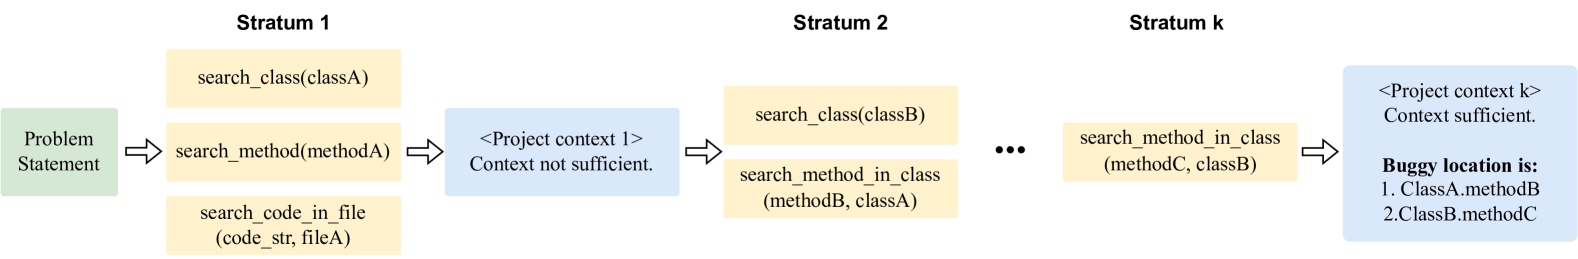 Stratum 1
Stratum 2
Stratum k
Problem
Statement
search_class(classA)
search_method(methodA)
search_code_in_file
(code_str, fileA)
<Project context 1>
Context not sufficient.
search_class(classB)
search_method_in_class
(methodB, classA)
•••
search_method_in_class
(methodC, classB)
<Project context k>
Context sufficient.
Buggy location is:
1. ClassA.methodB
2.ClassB.methodC